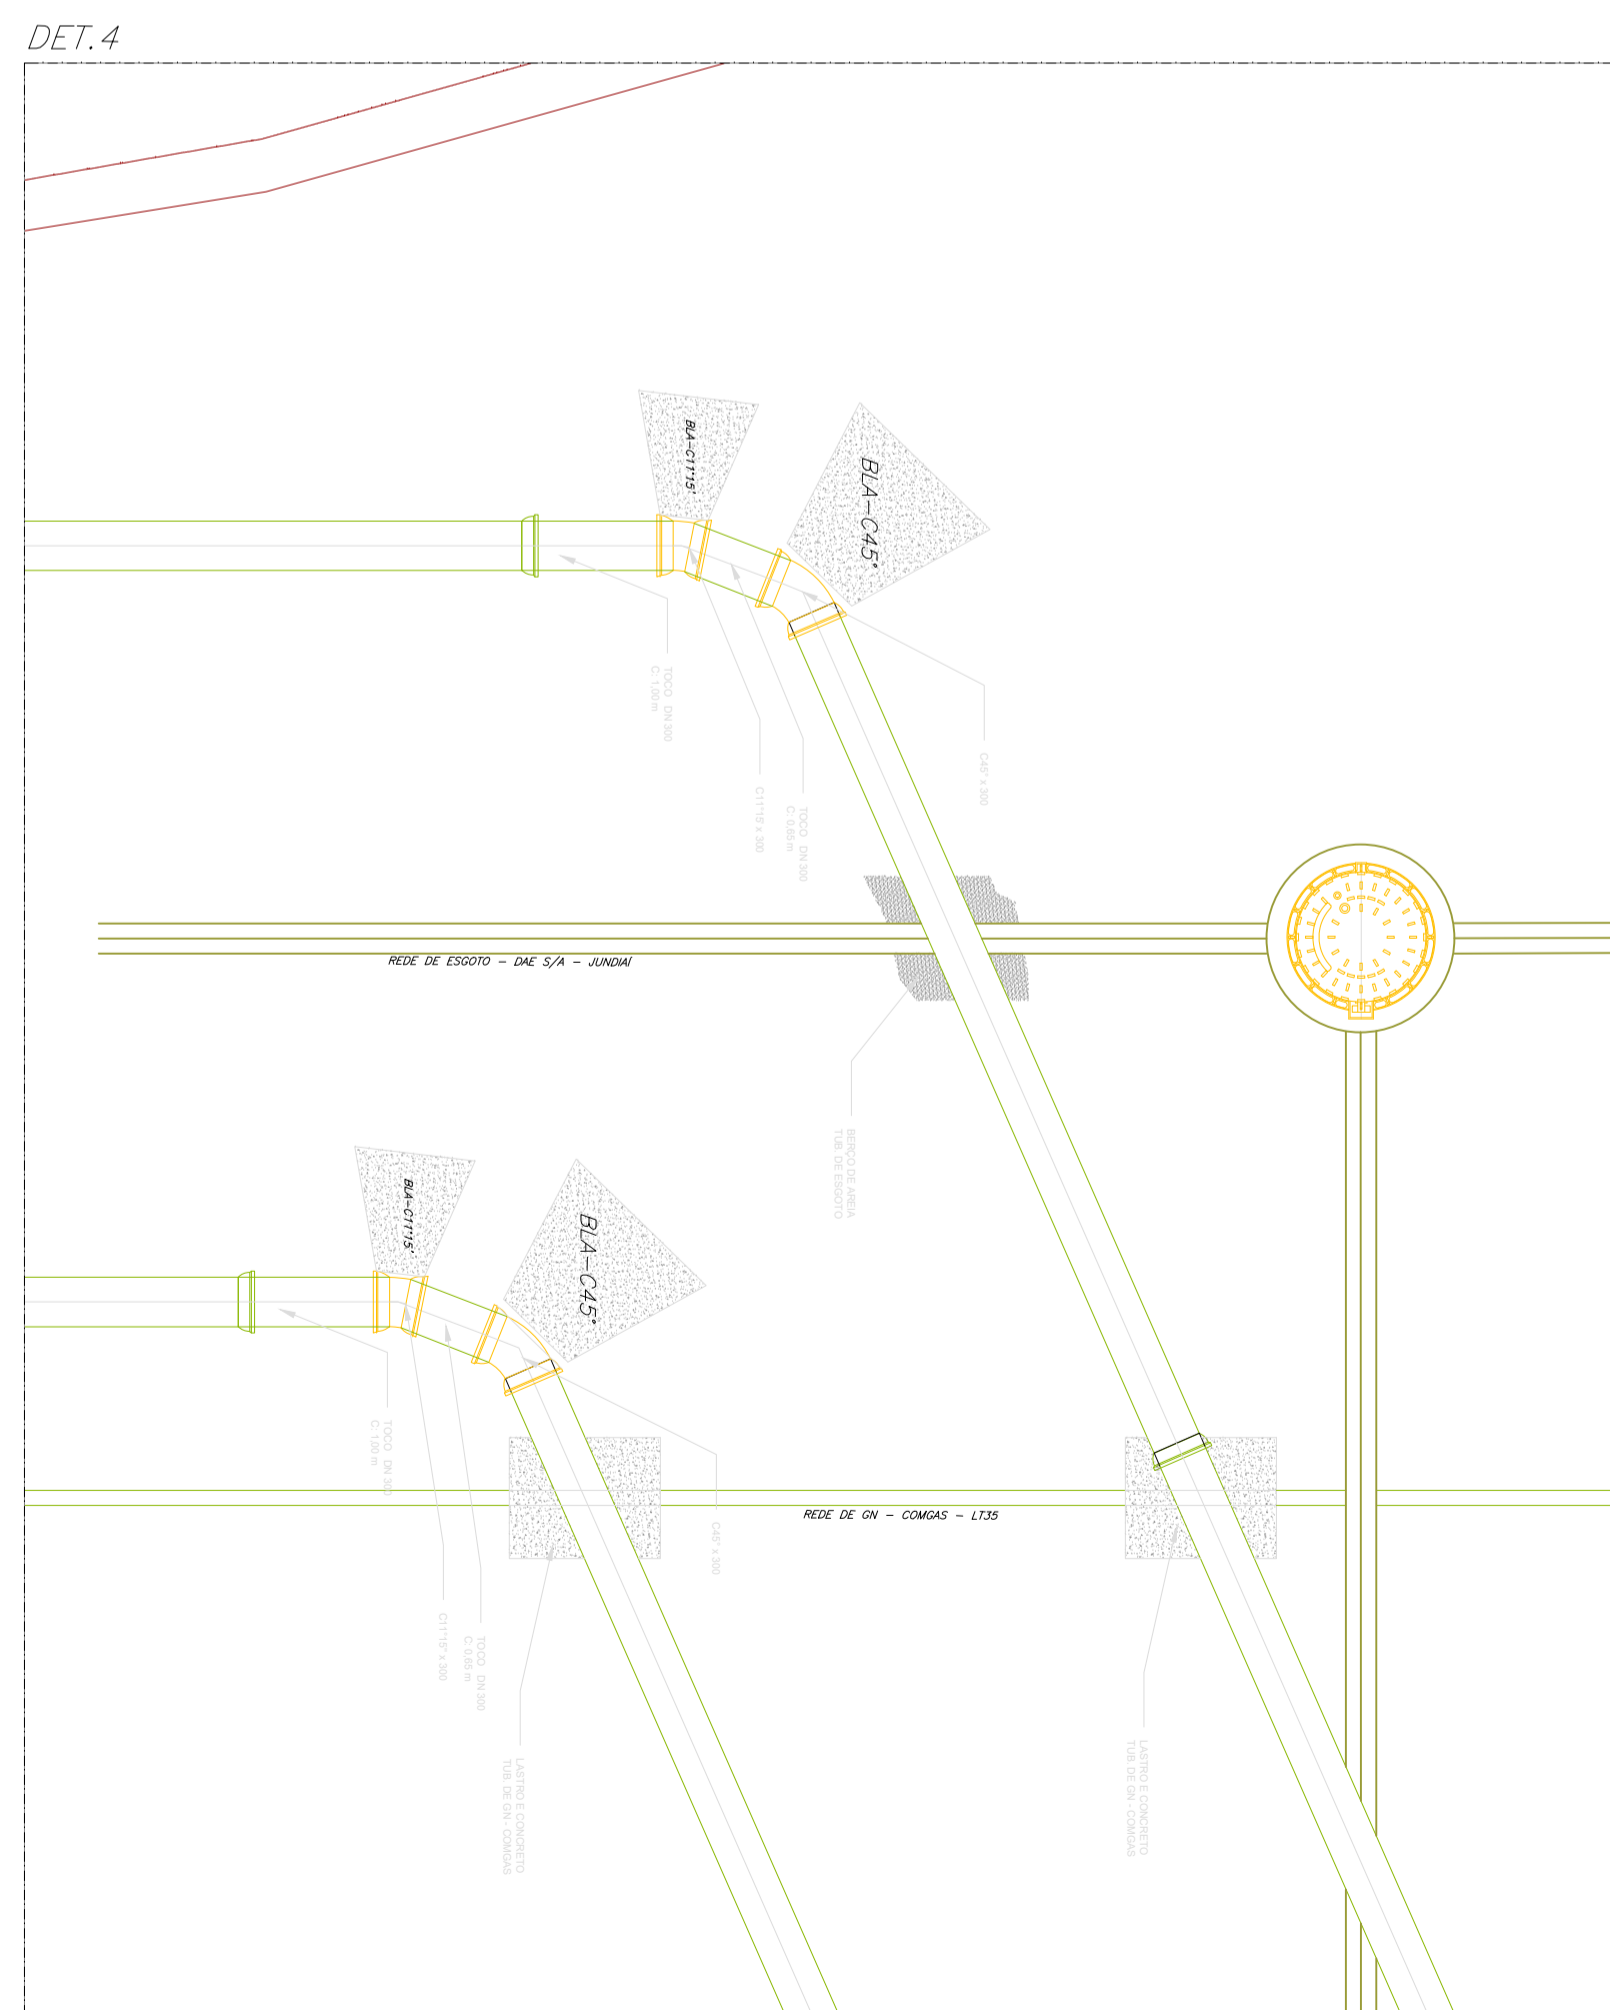 DET.4
BLA-C11°15'
BLA-C45°
TOCO DN 300
C: 1,00 m
C45° x 300
C11°15' x 300
TOCO DN 300
C: 0,65 m
REDE DE ESGOTO - DAE S/A - JUNDIAÍ
BERÇO DE AREIA
TUB. DE ESGOTO
BLA-C11°15'
BLA-C45°
TOCO DN 300
C: 1,00 m
REDE DE GN - COMGAS - LT35
C45° x 300
C11°15' x 300
TOCO DN 300
C: 0,65 m
LASTRO E CONCRETO
TUB. DE GN - COMGAS
LASTRO E CONCRETO
TUB. DE GN - COMGAS